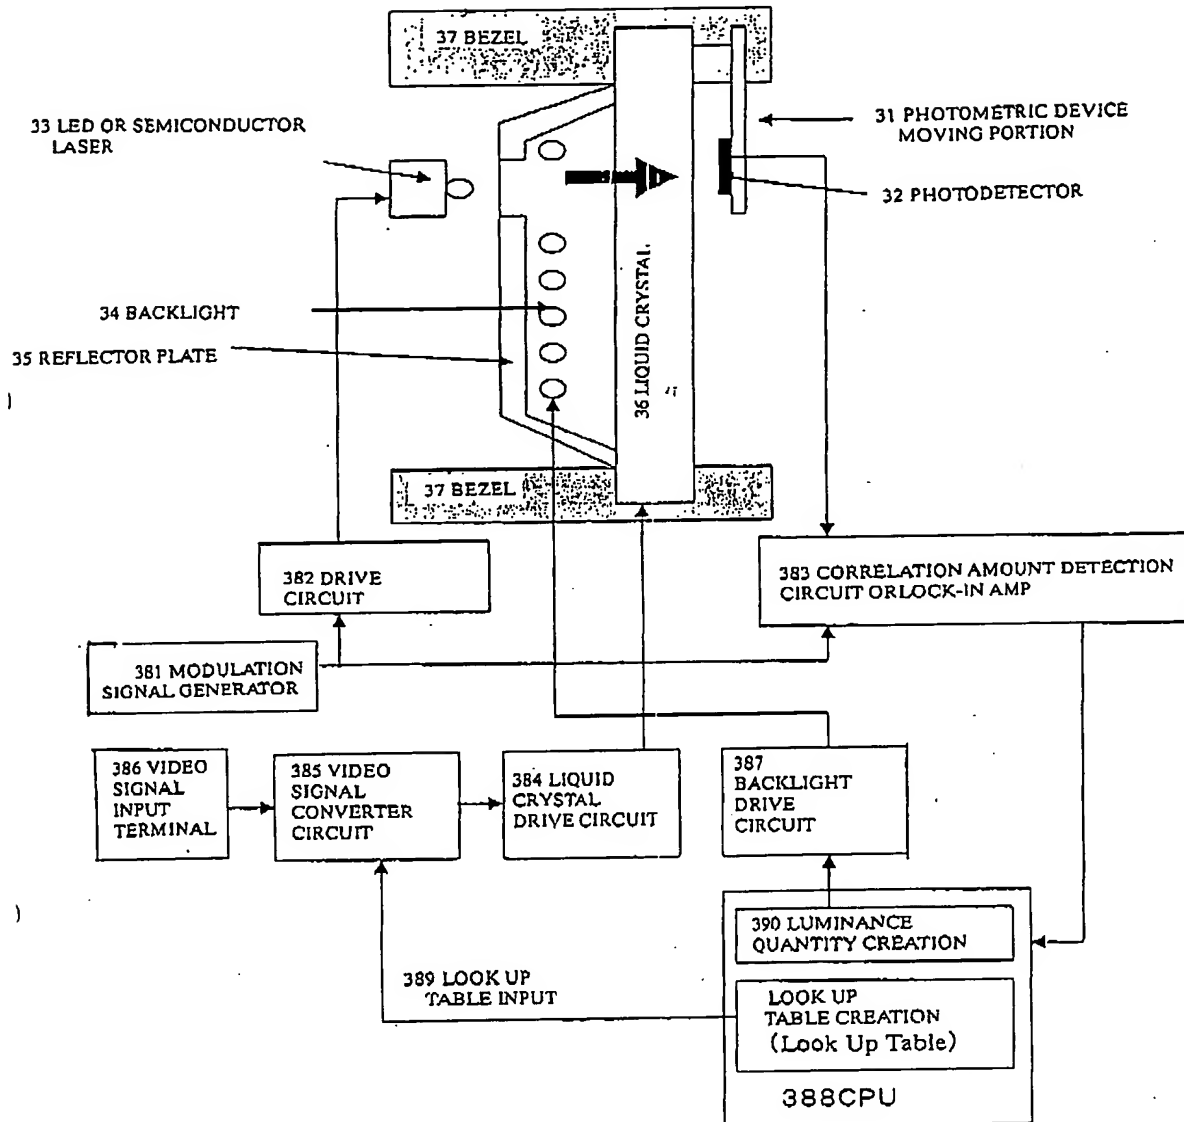 37 BEZEL
33 LED OR SEMICONDUCTOR
LASER
31 PHOTOMETRIC DEVICE
MOVING PORTION
32 PHOTODETECTOR
36 LIQUID CRYSTAL
34 BACKLIGHT
35 REFLECTOR PLATE
37 BEZEL
382 DRIVE
CIRCUIT
383 CORRELATION AMOUNT DETECTION
CIRCUIT ORLOCK-IN AMP
381 MODULATION
SIGNAL GENERATOR
386 VIDEO
SIGNAL
INPUT
TERMINAL
385 VIDEO
SIGNAL
CONVERTER
CIRCUIT
384 LIQUID
CRYSTAL
DRIVE CIRCUIT
387
BACKLIGHT
DRIVE
CIRCUIT
390 LUMINANCE
QUANTITY CREATION
389 LOOK UP
TABLE INPUT
LOOK UP
TABLE CREATION
(Look Up Table)
388CPU